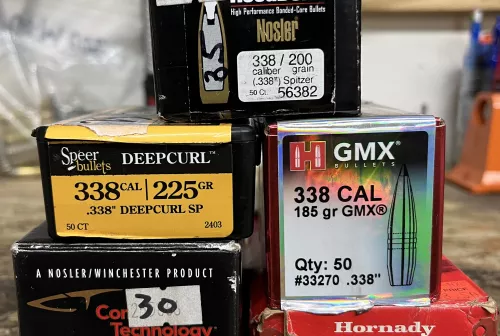 High Performance Bonded-Core Bullets
Nosler
35
338 / 200
caliber grain
(.338") Spitzer
50 Ct. 56382
Speer
bullets
DEEPCURL™
338 CAL | 225 GR
.338" DEEPCURL SP
50 CT 2403
H GMX®
BULLETS
338 CAL
185 gr GMX®
Qty: 50
#33270 .338"
A NOSLER/WINCHESTER PRODUCT
30
Technology
Hornady